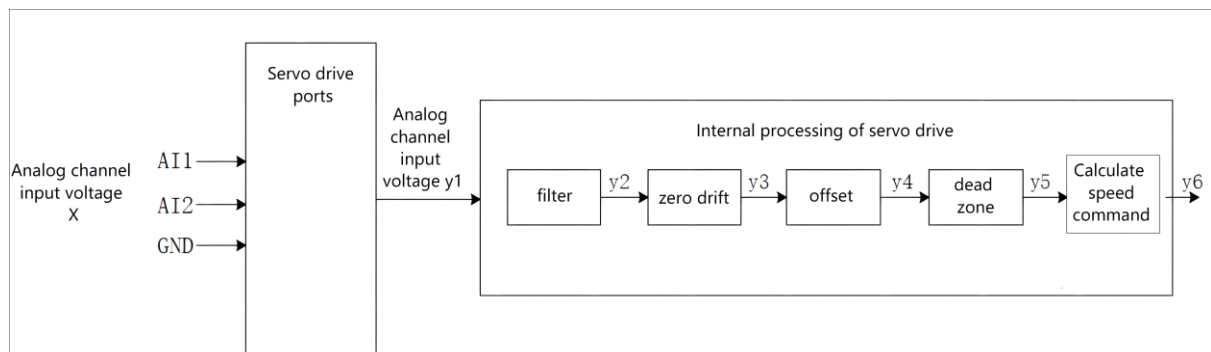 Servo drive
ports
Analog channel
input voltage
X
AI1
AI2
GND
Analog
channel
input
voltage y1
Internal processing of servo drive
filter
y2
zero drift
y3
offset
y4
dead
zone
y5
Calculate
speed
command
y6